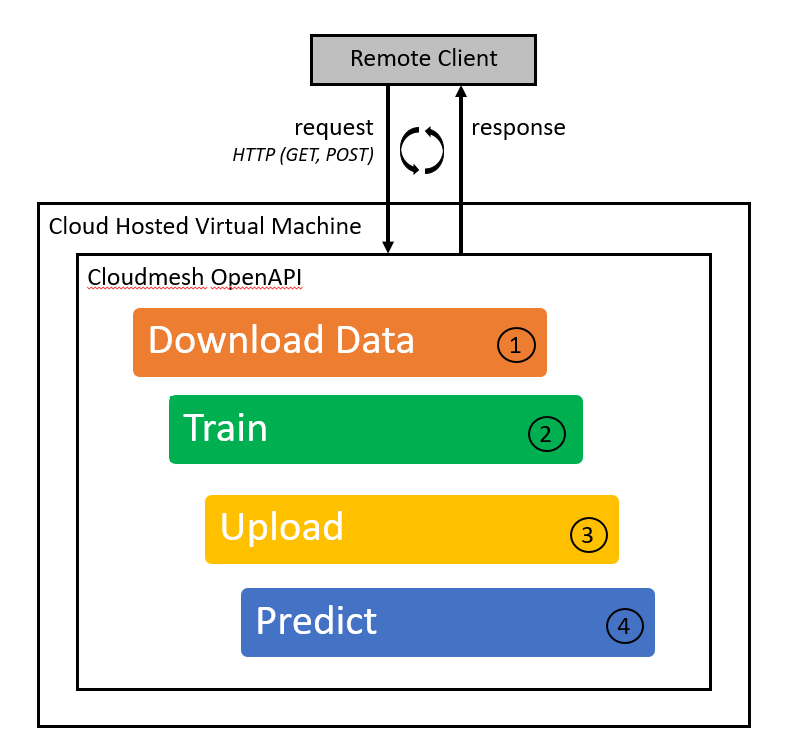 Remote Client
request
HTTP (GET, POST)
response
Cloud Hosted Virtual Machine
Cloudmesh OpenAPI
Download Data 1
Train 2
Upload 3
Predict 4